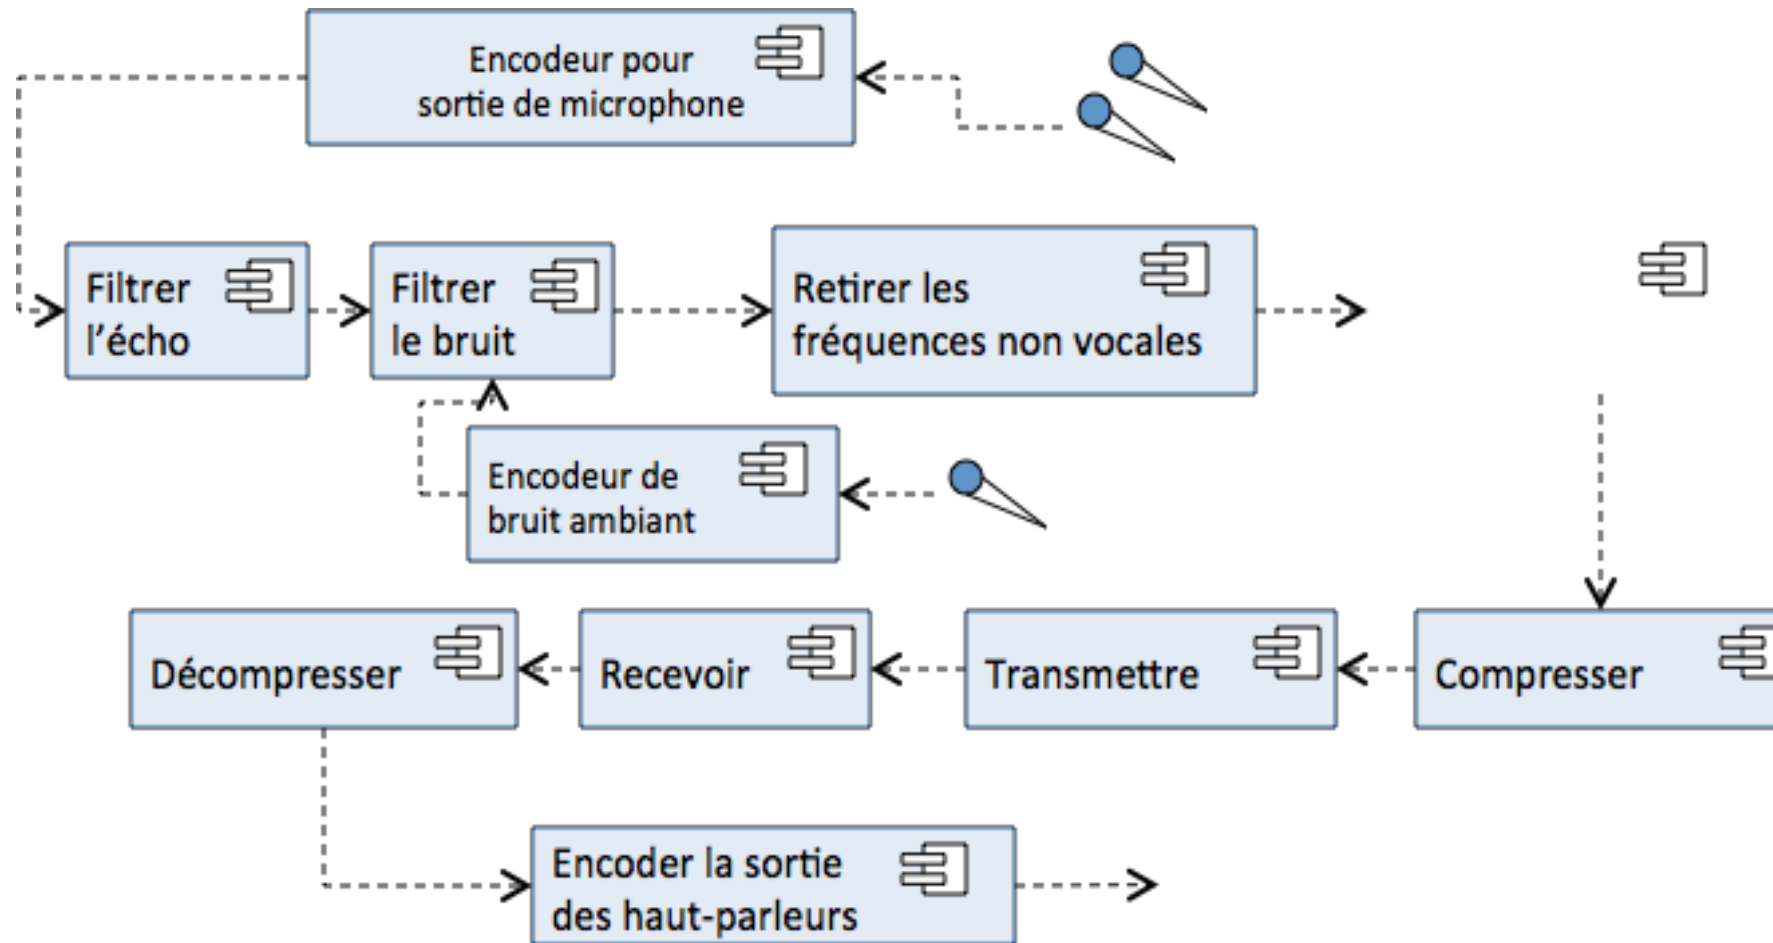 Encodeur pour
sortie de microphone
Filtrer
l’écho
Filtrer
le bruit
Retirer les
fréquences non vocales
Encodeur de
bruit ambiant
Décompresser
Recevoir
Transmettre
Compresser
Encoder la sortie
des haut-parleurs